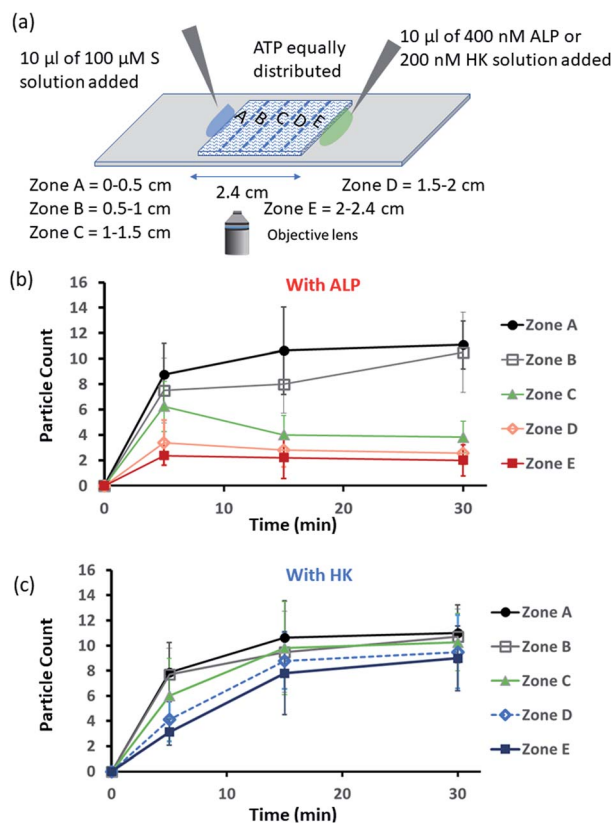 (a)
10 µl of 100 µM S
solution added
ATP equally
distributed
10 µl of 400 nM ALP or
200 nM HK solution added
A B C D E
Zone A = 0-0.5 cm
Zone B = 0.5-1 cm
Zone C = 1-1.5 cm
2.4 cm
Zone D = 1.5-2 cm
Zone E = 2-2.4 cm
Objective lens
(b)
With ALP
Particle Count
16
14
12
10
8
6
4
2
0
0 10 20 30
Time (min)
Zone A
Zone B
Zone C
Zone D
Zone E
(c)
With HK
Particle Count
16
14
12
10
8
6
4
2
0
0 10 20 30
Time (min)
Zone A
Zone B
Zone C
Zone D
Zone E